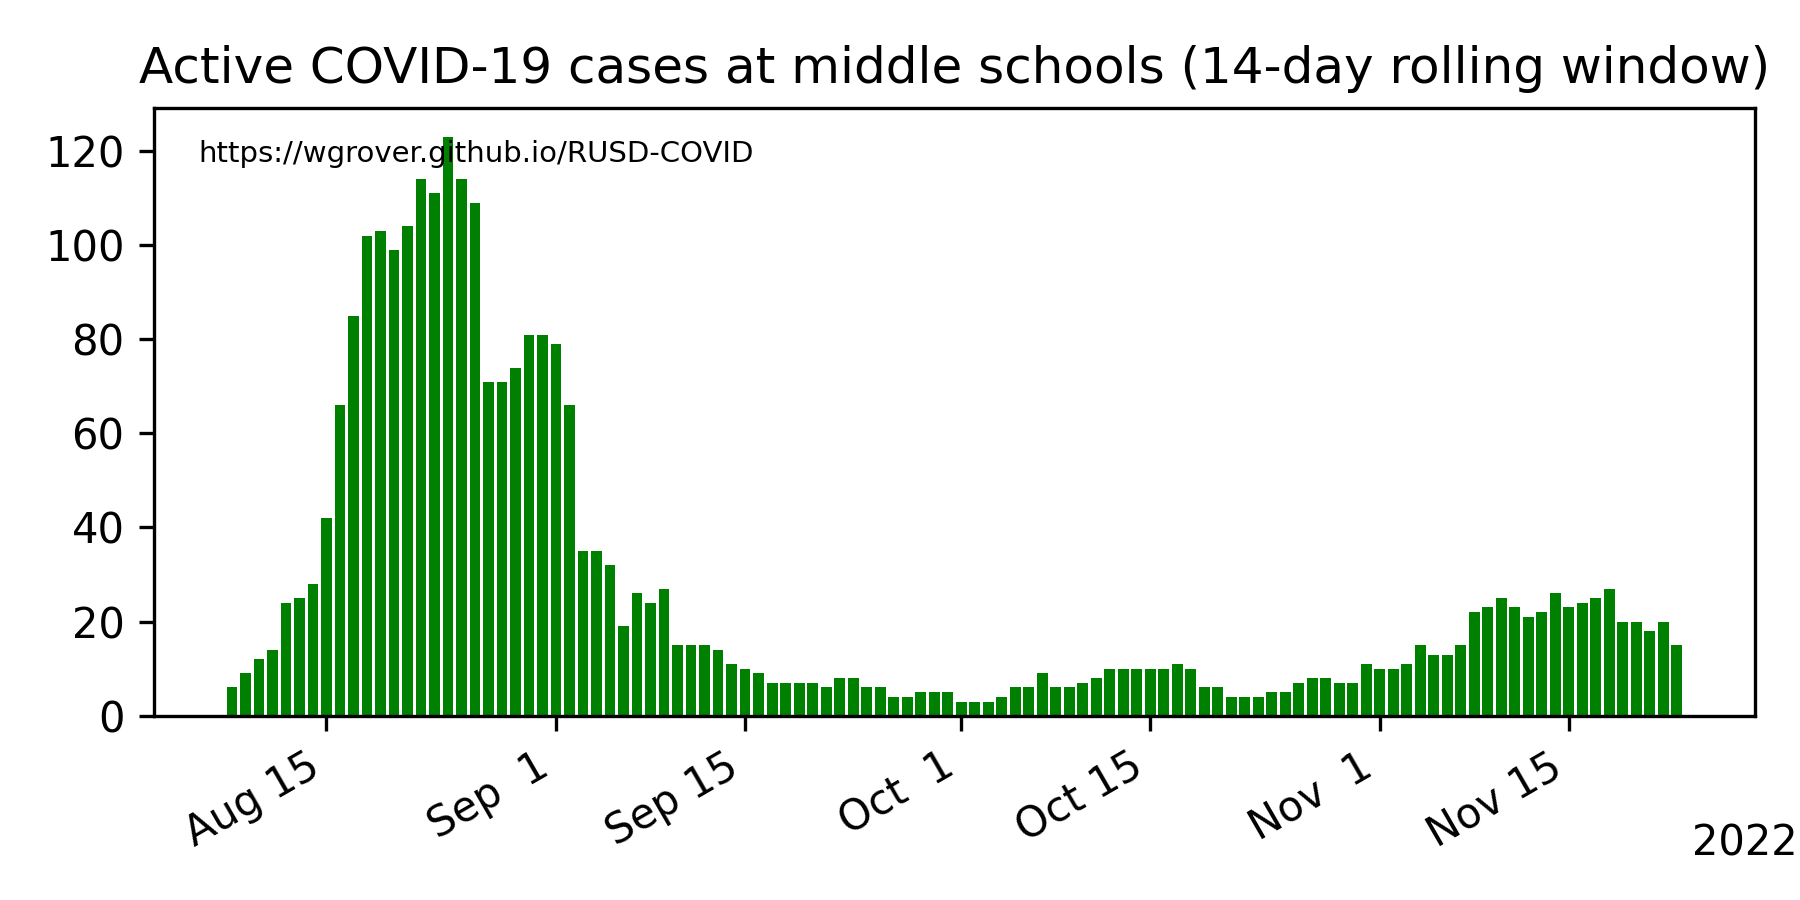 Active COVID-19 cases at middle schools (14-day rolling window)
https://wgrover.github.io/RUSD-COVID
120
100
80
60
40
20
0
Aug 15
Sep  1
Sep 15
Oct  1
Oct 15
Nov  1
Nov 15
2022